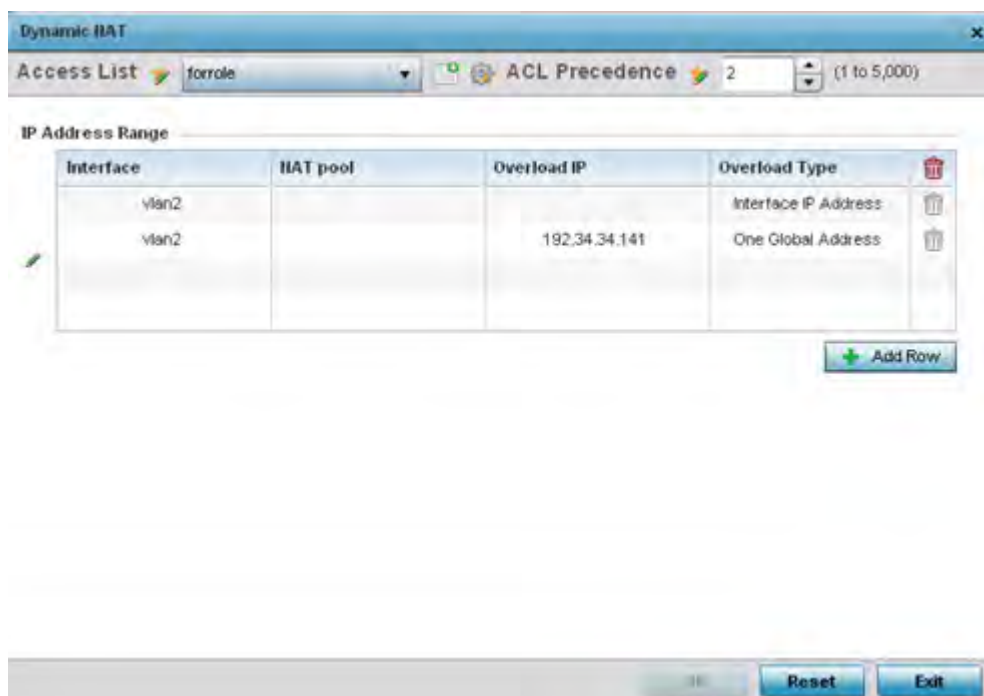 Dynamic NAT
Access List forrole ACL Precedence 2 (1 to 5,000)
IP Address Range
Interface NAT pool Overload IP Overload Type
vlan2 Interface IP Address
vlan2 192.34.34.141 One Global Address
Add Row
Reset Exit